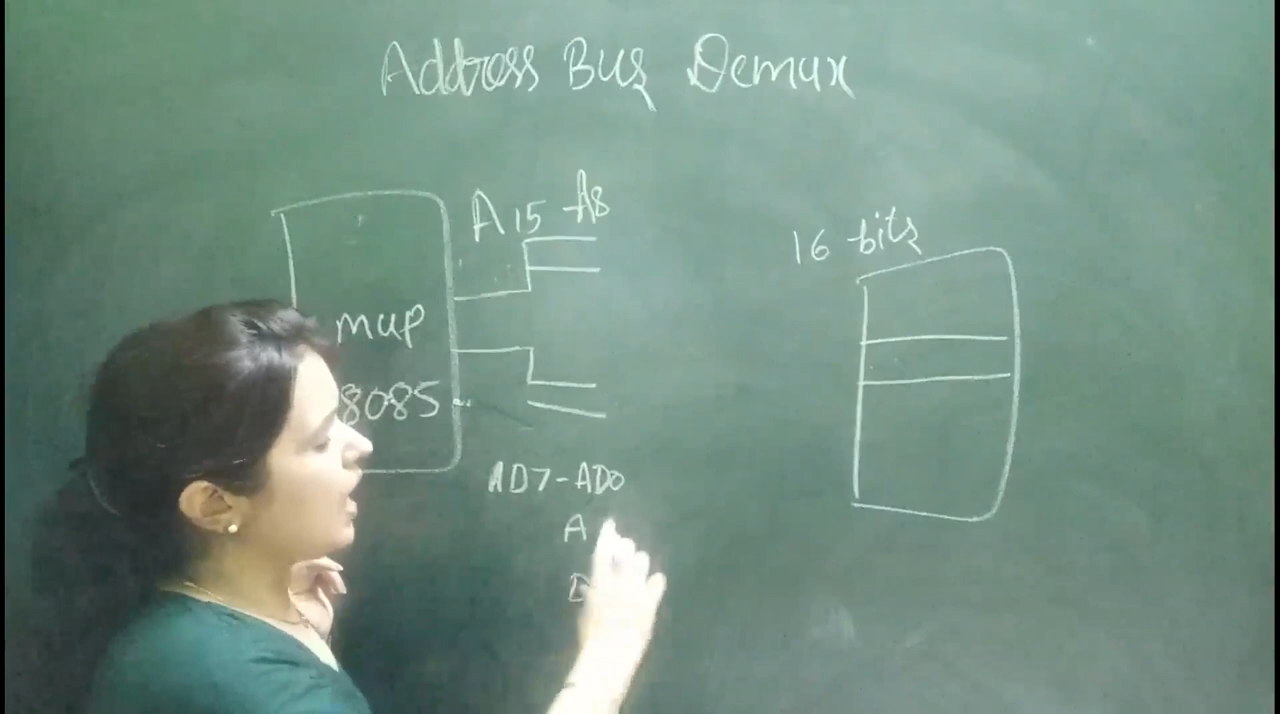 Address Bus Demux
A15-A8
16 bits
mup
8085
AD7-AD0
A
D